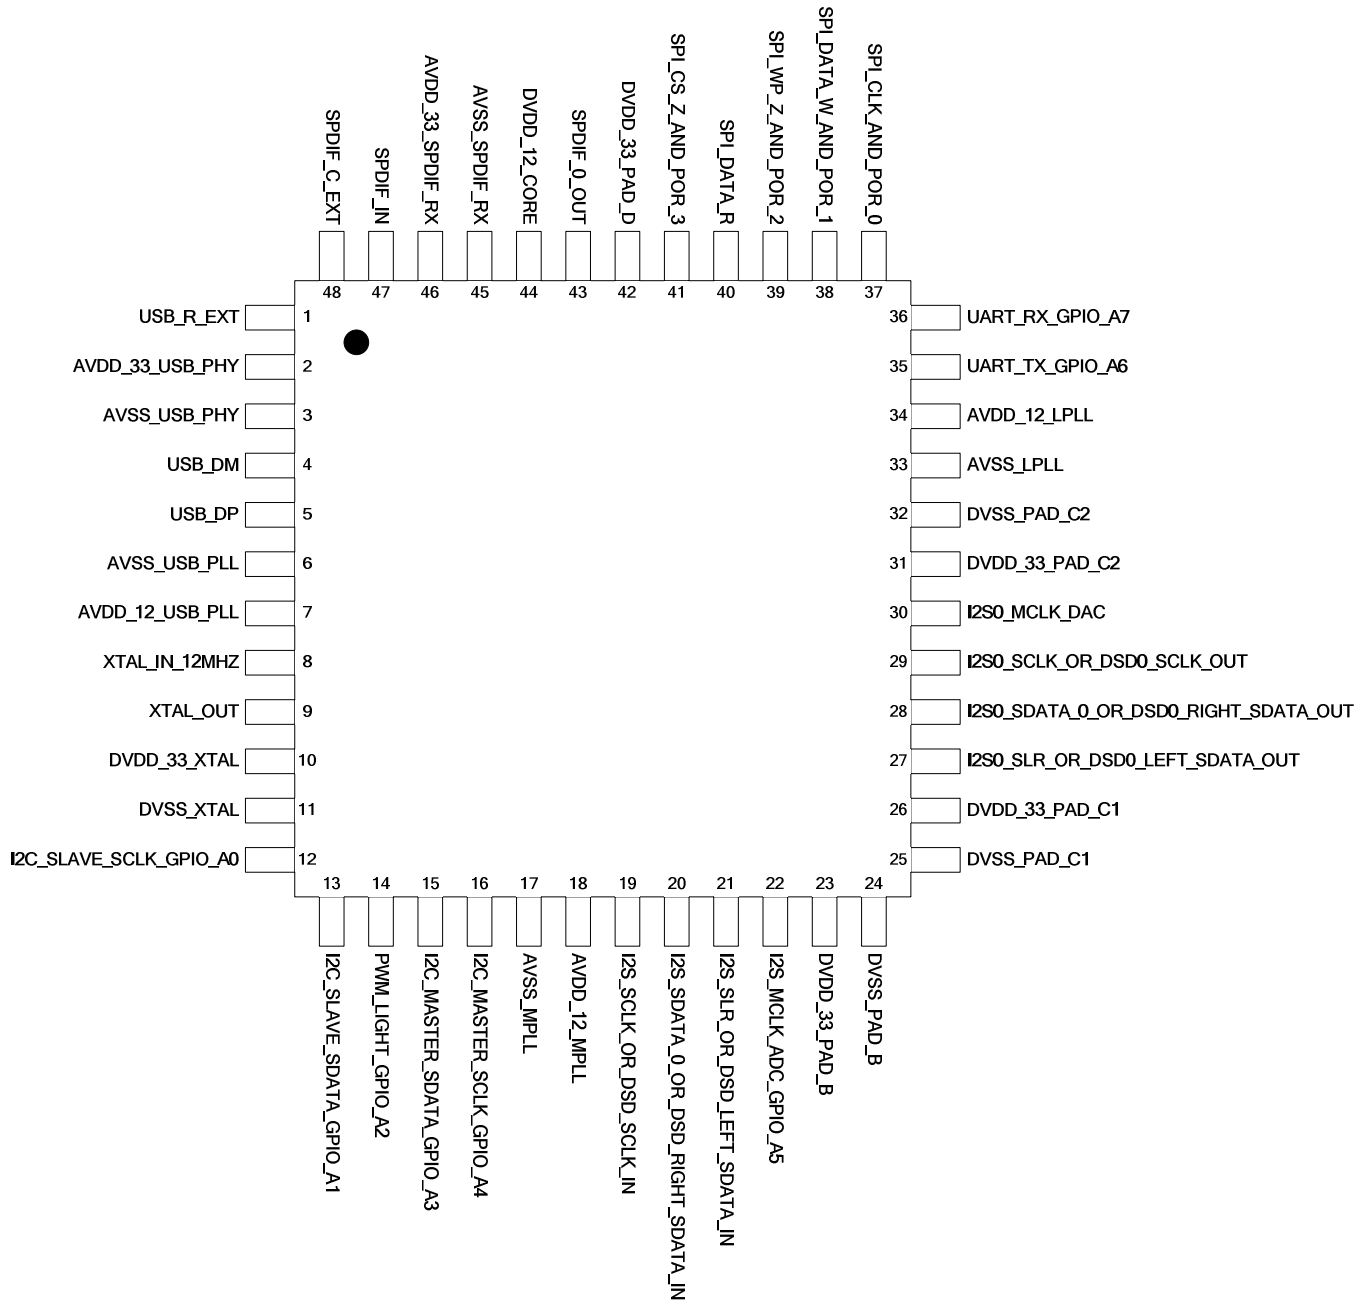 SPDIF_C_EXT
SPDIF_IN
AVDD_33_SPDIF_RX
AVSS_SPDIF_RX
DVDD_12_CORE
SPDIF_0_OUT
DVDD_33_PAD_D
SPI_CS_Z_AND_POR_3
SPI_DATA_R
SPI_WP_Z_AND_POR_2
SPI_DATA_W_AND_POR_1
SPI_CLK_AND_POR_0
48
47
46
45
44
43
42
41
40
39
38
37
USB_R_EXT
1
AVDD_33_USB_PHY
2
AVSS_USB_PHY
3
USB_DM
4
USB_DP
5
AVSS_USB_PLL
6
AVDD_12_USB_PLL
7
XTAL_IN_12MHZ
8
XTAL_OUT
9
DVDD_33_XTAL
10
DVSS_XTAL
11
I2C_SLAVE_SCLK_GPIO_A0
12
36
UART_RX_GPIO_A7
35
UART_TX_GPIO_A6
34
AVDD_12_LPLL
33
AVSS_LPLL
32
DVSS_PAD_C2
31
DVDD_33_PAD_C2
30
I2S0_MCLK_DAC
29
I2S0_SCLK_OR_DSD0_SCLK_OUT
28
I2S0_SDATA_0_OR_DSD0_RIGHT_SDATA_OUT
27
I2S0_SLR_OR_DSD0_LEFT_SDATA_OUT
26
DVDD_33_PAD_C1
25
DVSS_PAD_C1
13
14
15
16
17
18
19
20
21
22
23
24
I2C_SLAVE_SDATA_GPIO_A1
PWM_LIGHT_GPIO_A2
I2C_MASTER_SDATA_GPIO_A3
I2C_MASTER_SCLK_GPIO_A4
AVSS_MPLL
AVDD_12_MPLL
I2S_SCLK_OR_DSD_SCLK_IN
I2S_SDATA_0_OR_DSD_RIGHT_SDATA_IN
I2S_SLR_OR_DSD_LEFT_SDATA_IN
I2S_MCLK_ADC_GPIO_A5
DVDD_33_PAD_B
DVSS_PAD_B